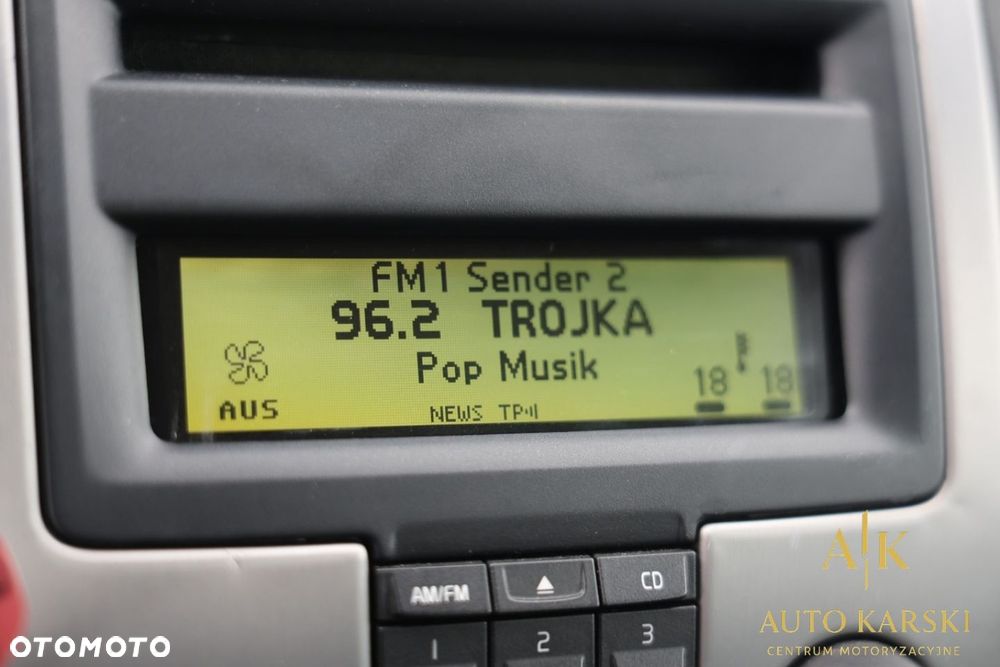 FM1 Sender 2
96.2 TROJKA
Pop Musik
AUS
NEWS TP
18 18
AM/FM
CD
1 2 3
AK
AUTO KARSKI
CENTRUM MOTORYZACYJNE
OTOMOTO